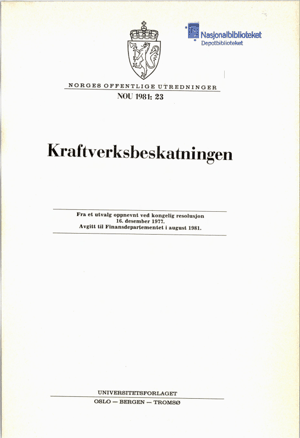 Nasjonalbiblioteket
Depotbiblioteket
NORGES OFFENTLIGE UTREDNINGER
NOU 1981: 23
Kraftverksbeskatningen
Fra et utvalg oppnevnt ved kongelig resolusjon
16. desember 1977.
Avgitt til Finansdepartementet i august 1981.
UNIVERSITETSFORLAGET
OSLO — BERGEN — TROMSØ